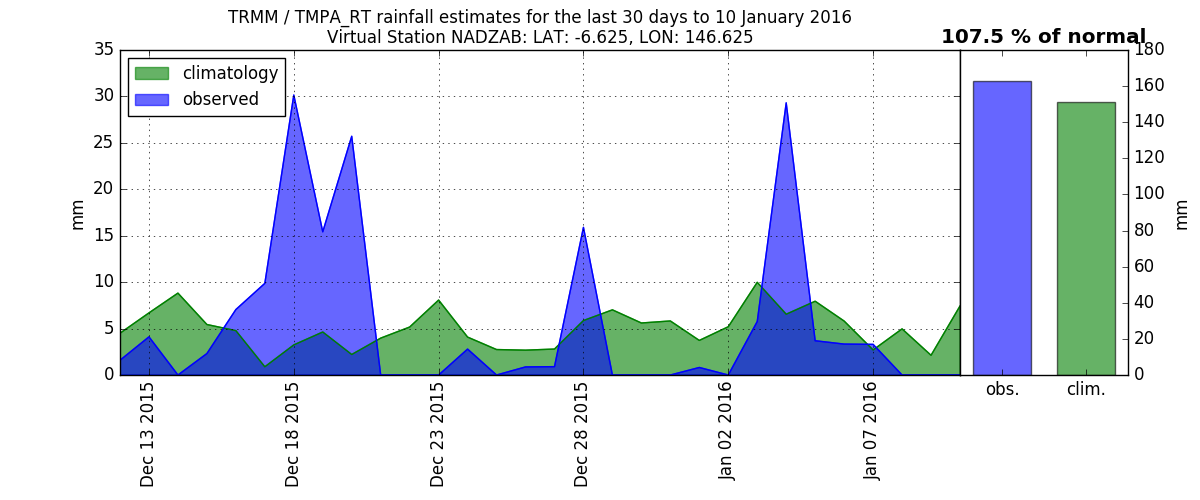 TRMM / TMPA_RT rainfall estimates for the last 30 days to 10 January 2016
Virtual Station NADZAB: LAT: -6.625, LON: 146.625
107.5 % of normal
climatology
observed
35
30
25
20
15
10
5
0
mm
Dec 13 2015
Dec 18 2015
Dec 23 2015
Dec 28 2015
Jan 02 2016
Jan 07 2016
obs.
clim.
180
160
140
120
100
80
60
40
20
0
mm